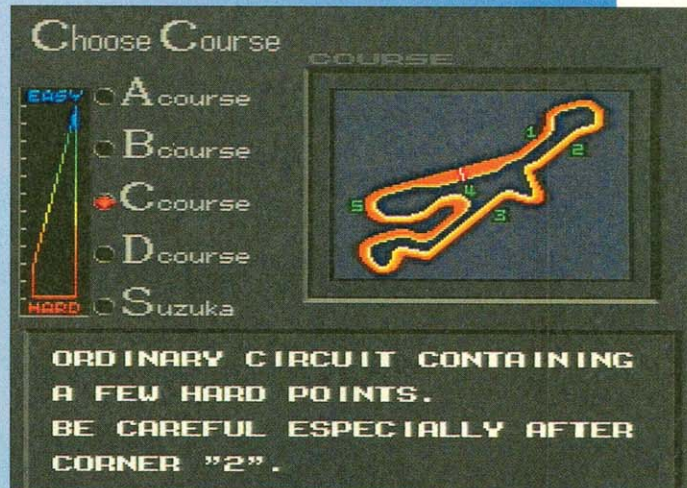 Choose Course
COURSE
EASY
A course
B course
C course
D course
HARD
Suzuka
1
2
4
5
3
ORDINARY CIRCUIT CONTAINING
A FEW HARD POINTS.
BE CAREFUL ESPECIALLY AFTER
CORNER ”2”.